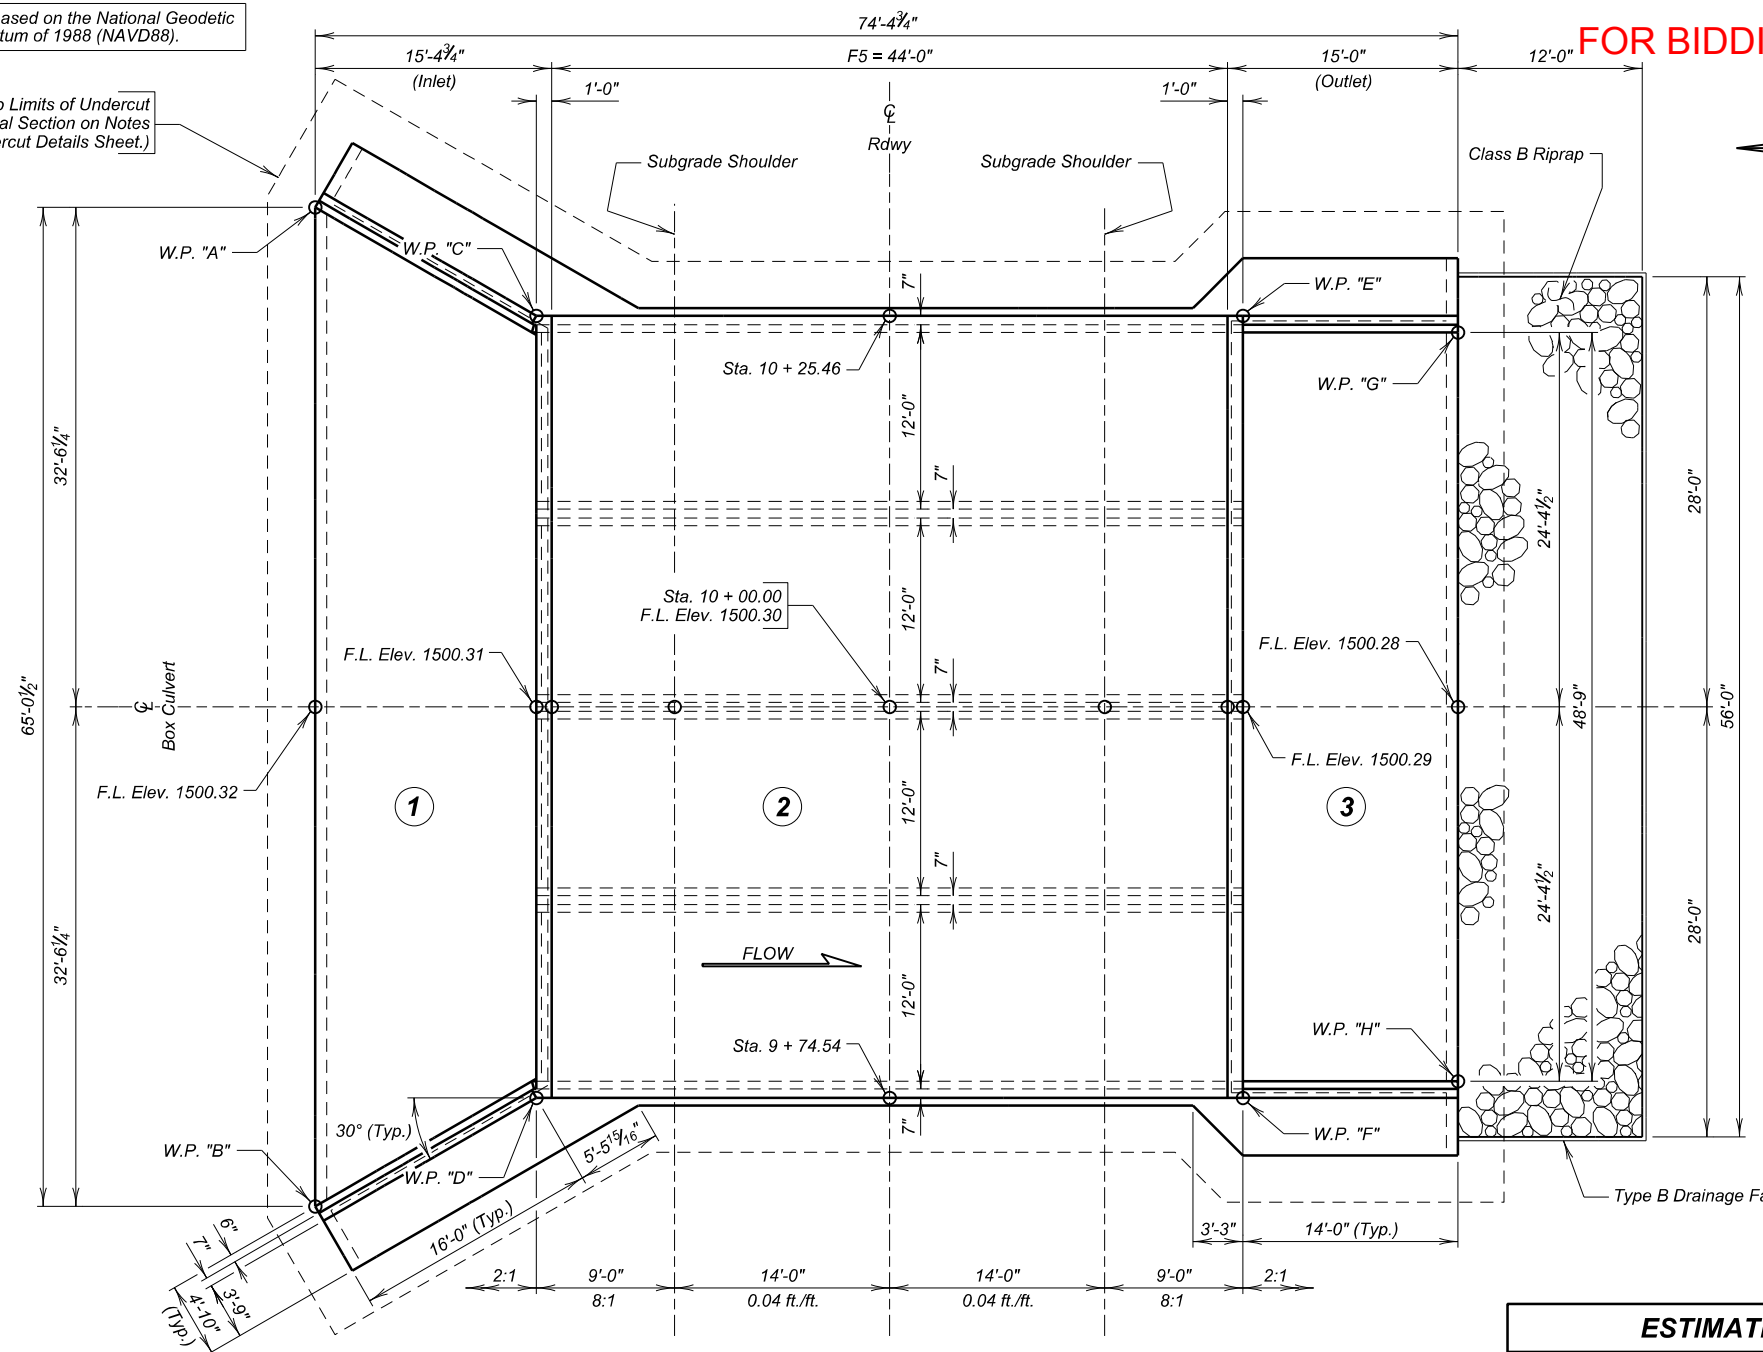 ased on the National Geodetic
tum of 1988 (NAVD88).
74'-4¾"
FOR BIDDI
15'-4¾"
(Inlet)
F5 = 44'-0"
15'-0"
(Outlet)
12'-0"
1'-0"
1'-0"
o Limits of Undercut
al Section on Notes
ercut Details Sheet.)
℄
Rdwy
Subgrade Shoulder
Subgrade Shoulder
Class B Riprap
W.P. "A"
W.P. "C"
7"
W.P. "E"
Sta. 10 + 25.46
W.P. "G"
12'-0"
32'-6¼"
7"
28'-0"
24'-4½"
Sta. 10 + 00.00
F.L. Elev. 1500.30
12'-0"
F.L. Elev. 1500.31
F.L. Elev. 1500.28
7"
65'-0½"
℄
Box Culvert
48'-9"
56'-0"
F.L. Elev. 1500.32
F.L. Elev. 1500.29
1
2
3
12'-0"
7"
24'-4½"
28'-0"
32'-6¼"
FLOW
12'-0"
Sta. 9 + 74.54
W.P. "H"
30° (Typ.)
7"
W.P. "F"
W.P. "B"
W.P. "D"
5'-5 15/16"
16'-0" (Typ.)
Type B Drainage Fa
6"
7"
3'-9"
4'-10"
(Typ.)
3'-3"
14'-0" (Typ.)
2:1
9'-0"
8:1
14'-0"
0.04 ft./ft.
14'-0"
0.04 ft./ft.
9'-0"
8:1
2:1
ESTIMAT